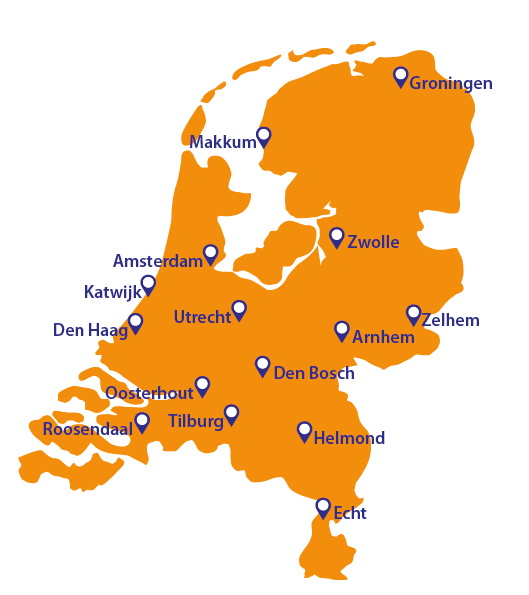 Groningen
Makkum
Zwolle
Amsterdam
Katwijk
Utrecht
Zelhem
Den Haag
Arnhem
Den Bosch
Oosterhout
Tilburg
Roosendaal
Helmond
Echt